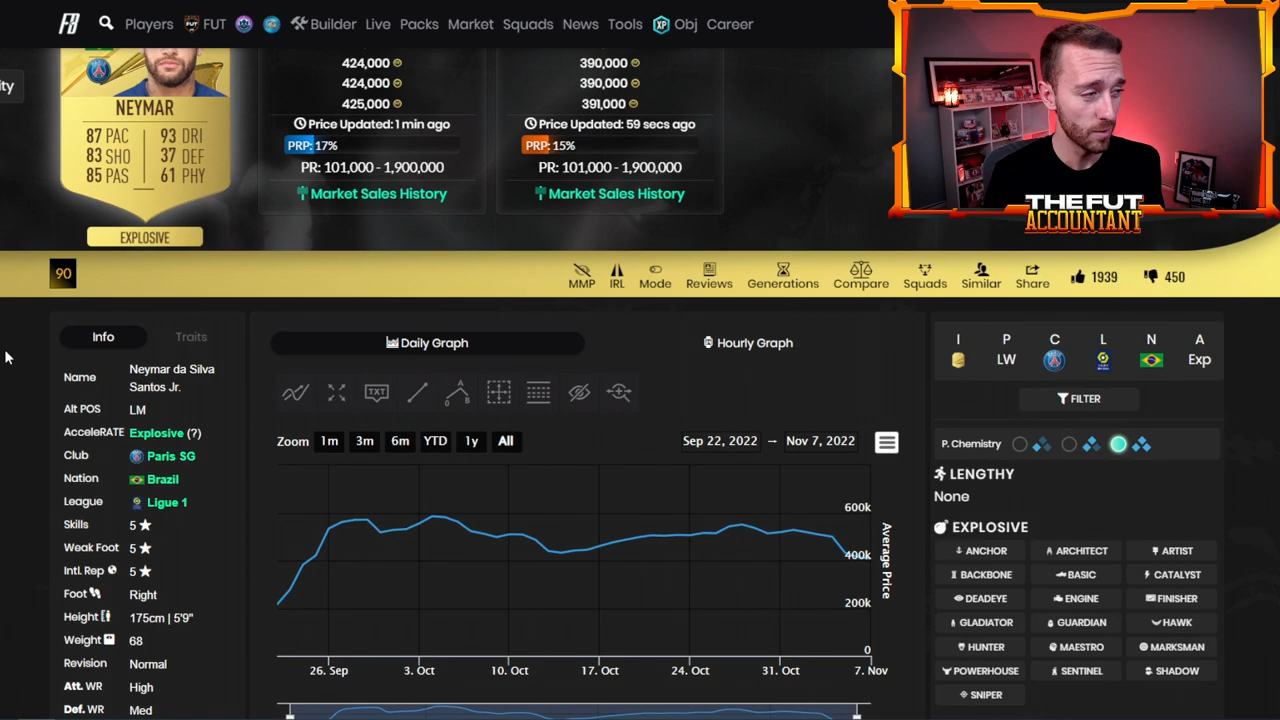 F8 Players FUT Builder Live Packs Market Squads News Tools XP Obj Career
ity
NEYMAR
87 PAC 93 DRI
83 SHO 37 DEF
85 PAS 61 PHY
EXPLOSIVE
424,000
424,000
425,000
Price Updated: 1 min ago
PRP: 17%
PR: 101,000 - 1,900,000
Market Sales History
390,000
390,000
391,000
Price Updated: 59 secs ago
PRP: 15%
PR: 101,000 - 1,900,000
Market Sales History
THE FUT
ACCOUNTANT
90
MMP IRL Mode Reviews Generations Compare Squads Similar Share 1939 450
Info Traits
Name Neymar da Silva
Santos Jr.
Alt POS LM
AcceleRATE Explosive (?)
Club Paris SG
Nation Brazil
League Ligue 1
Skills 5
Weak Foot 5
Intl. Rep 5
Foot Right
Height 175cm | 5'9"
Weight 68
Revision Normal
Att. WR High
Def. WR Med
Daily Graph Hourly Graph
TXT
A
0 B
Zoom 1m 3m 6m YTD 1y All Sep 22, 2022 → Nov 7, 2022
600k
400k
200k
0
Average Price
26. Sep 3. Oct 10. Oct 17. Oct 24. Oct 31. Oct 7. Nov
I P C L N A
LW Exp
FILTER
P. Chemistry
LENGTHY
None
EXPLOSIVE
ANCHOR ARCHITECT ARTIST
BACKBONE BASIC CATALYST
DEADEYE ENGINE FINISHER
GLADIATOR GUARDIAN HAWK
HUNTER MAESTRO MARKSMAN
POWERHOUSE SENTINEL SHADOW
SNIPER